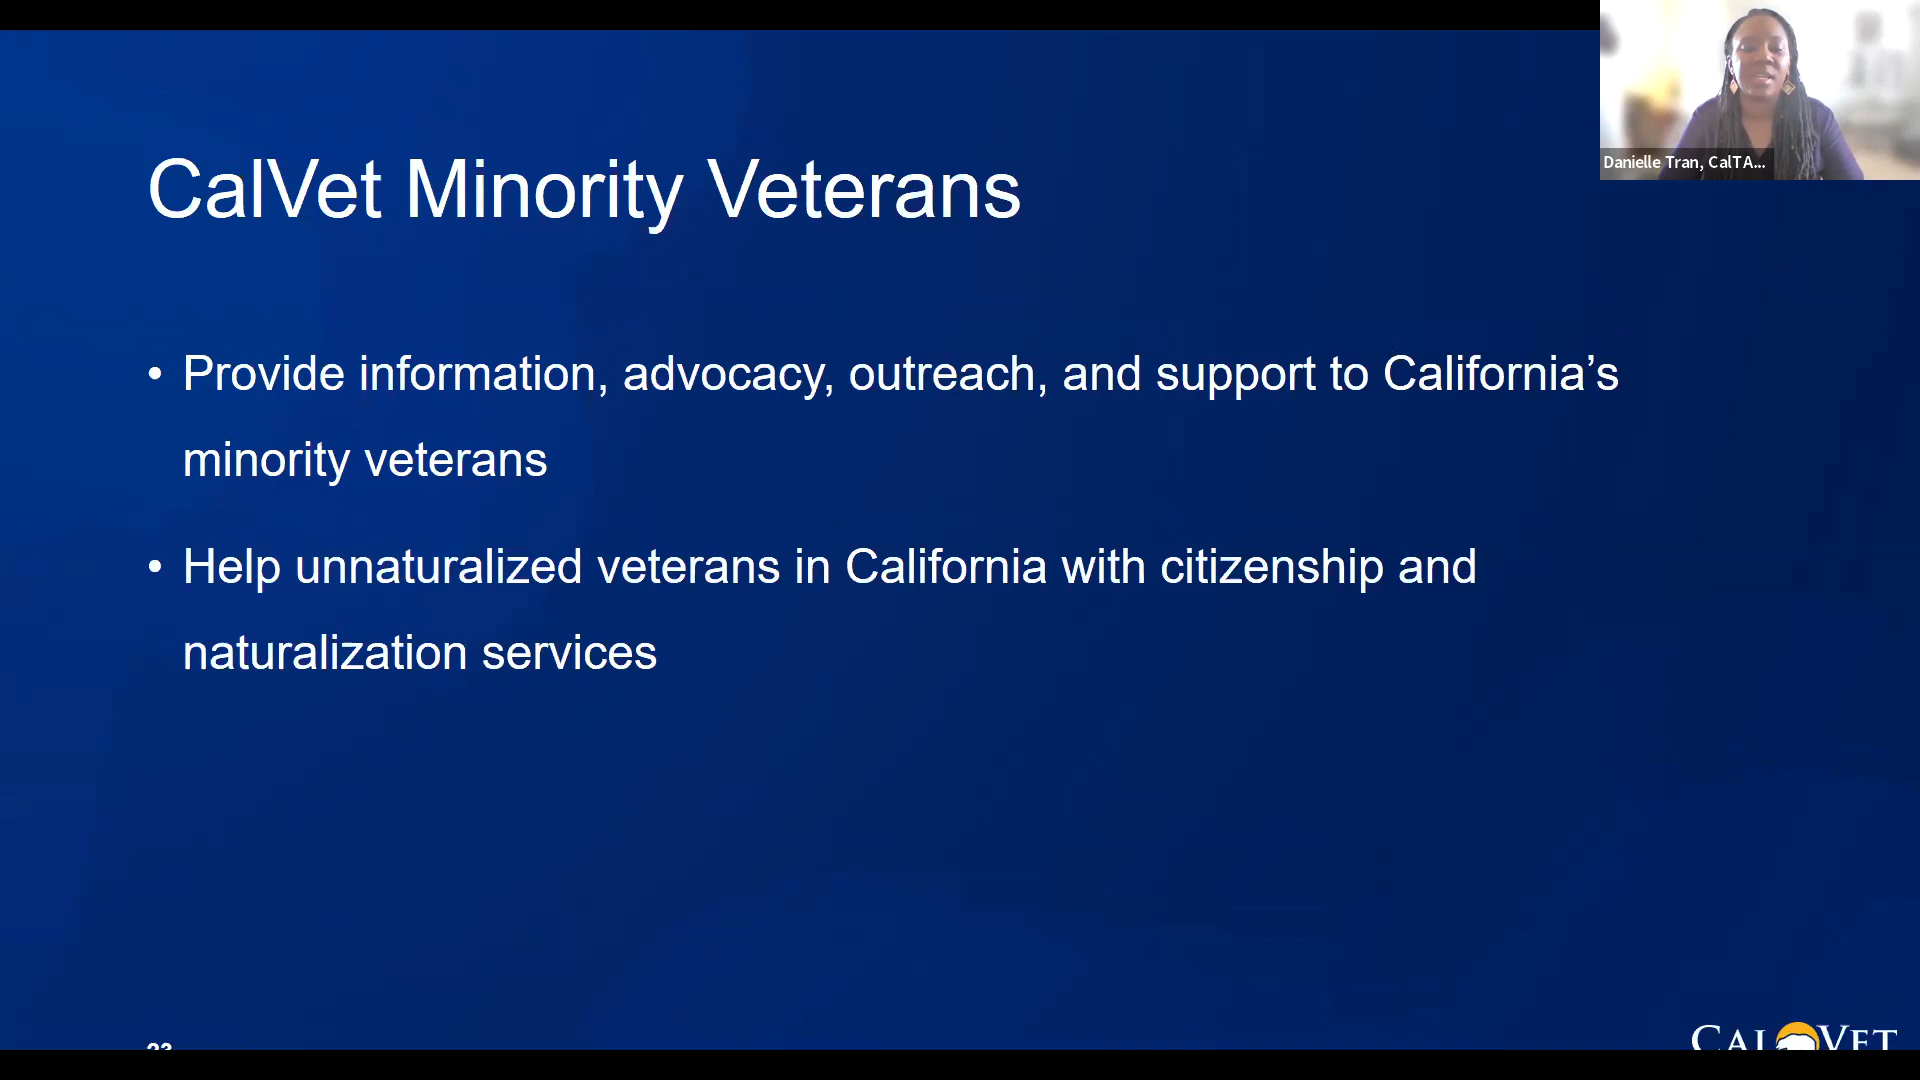 Danielle Tran, CalTA...
CalVet Minority Veterans
• Provide information, advocacy, outreach, and support to California’s
minority veterans
• Help unnaturalized veterans in California with citizenship and
naturalization services
23
CALVET